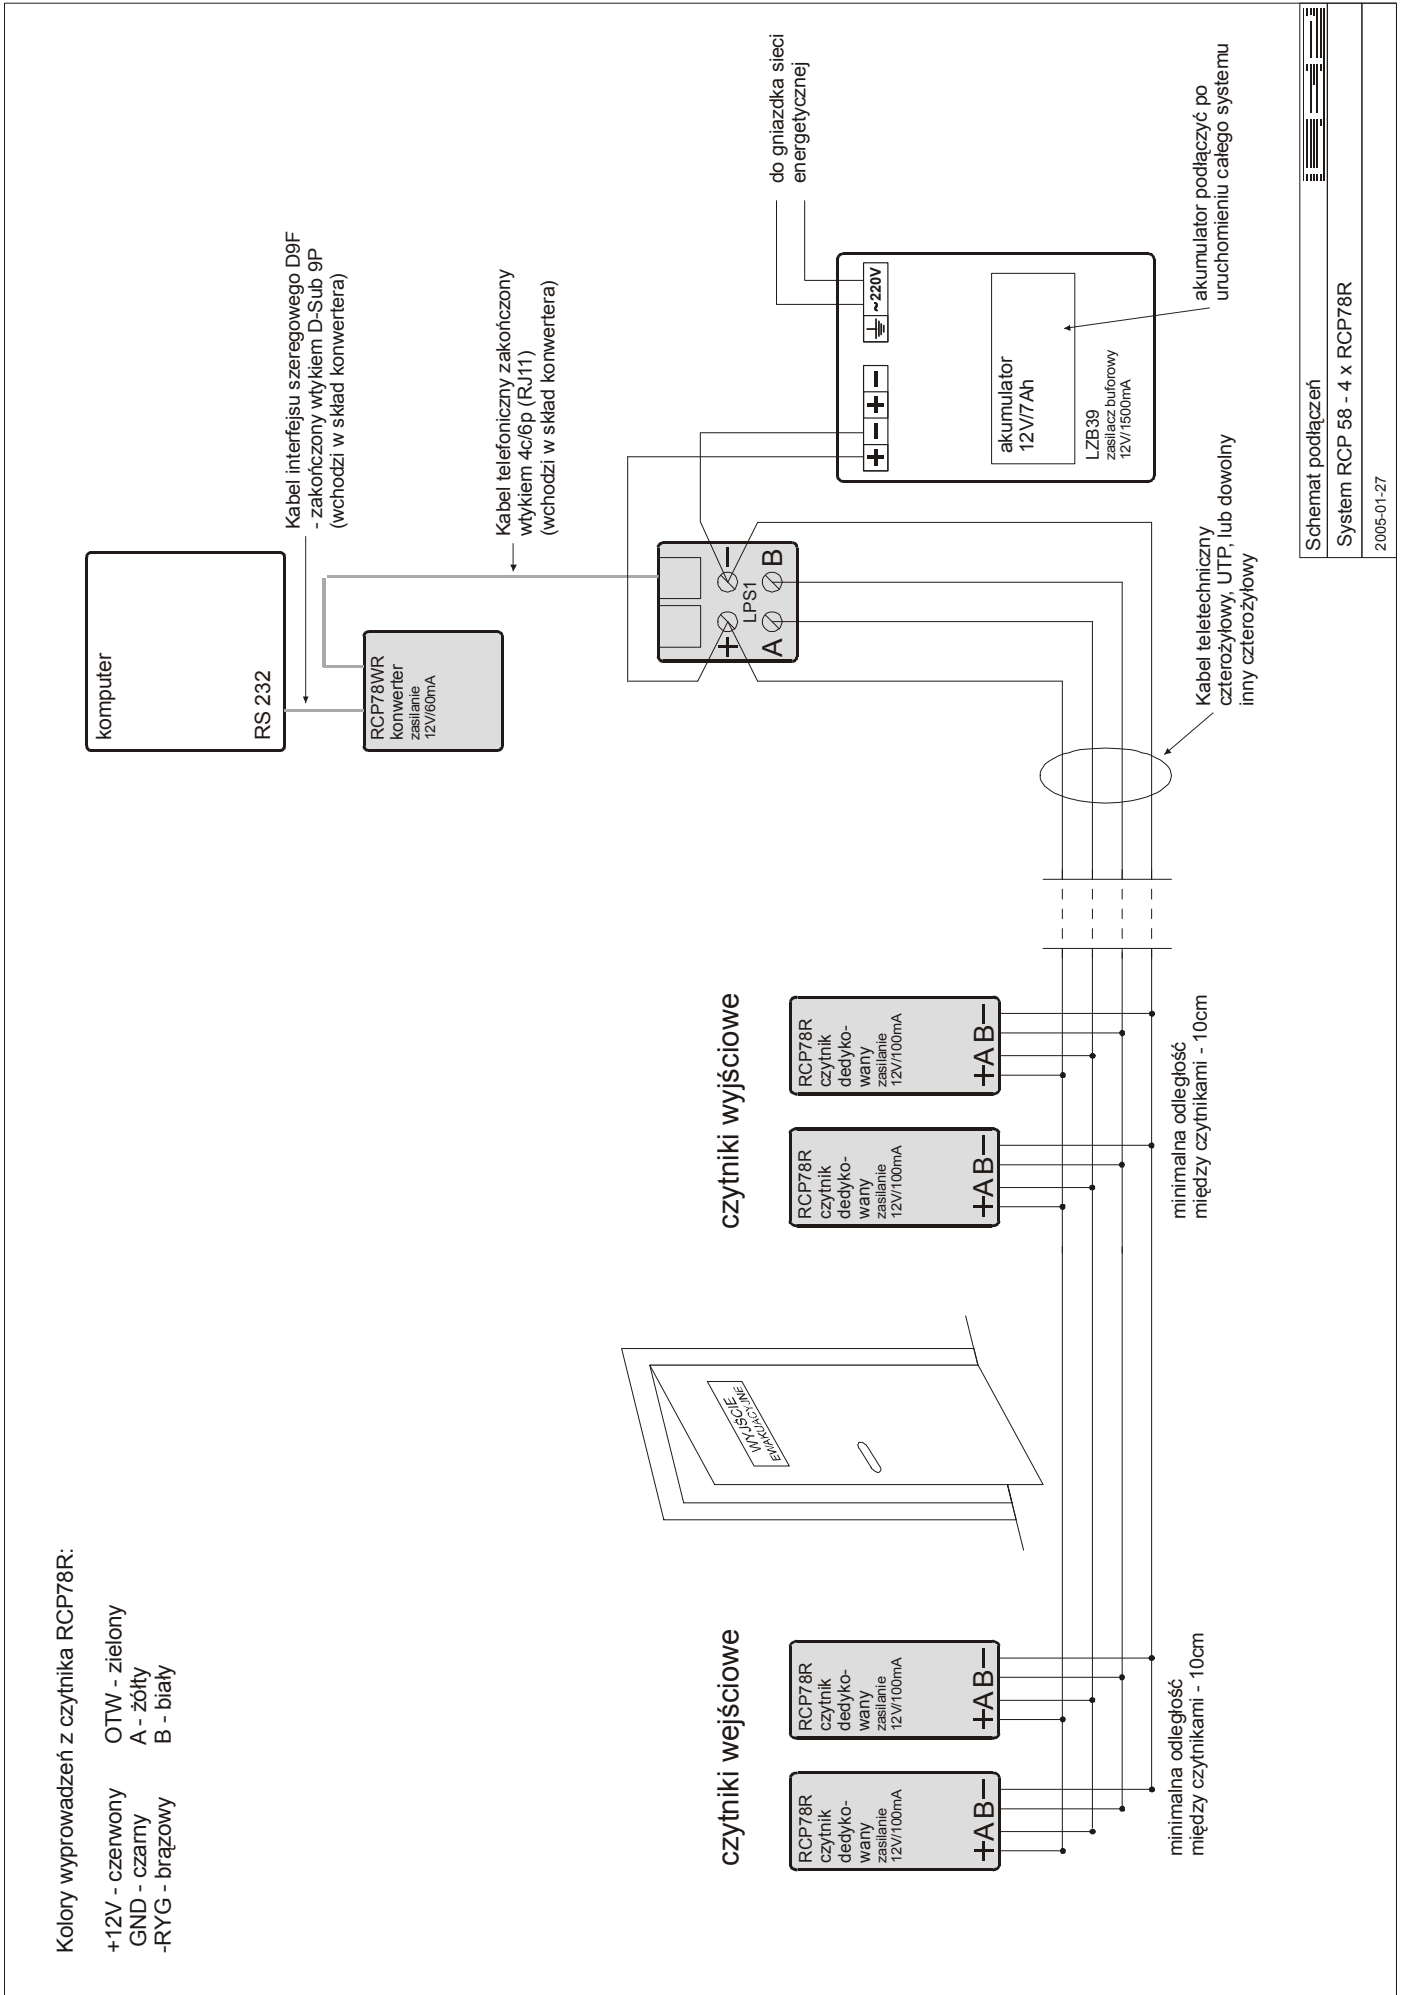 Kolory wyprowadzeń z czytnika RCP78R:
+12V - czerwony
GND - czarny
-RYG - brązowy
OTW - zielony
A - żółty
B - biały
komputer
RS 232
Kabel interfejsu szeregowego D9F
- zakończony wtykiem D-Sub 9P
(wchodzi w skład konwertera)
RCP78WR
konwerter
zasilanie
12V/60mA
Kabel telefoniczny zakończony
wtykiem 4c/6p (RJ11)
(wchodzi w skład konwertera)
+ −
LPS1
A B
do gniazdka sieci
energetycznej
+ − + −
~220V
akumulator
12V/7Ah
LZB39
zasilacz buforowy
12V/1500mA
akumulator podłączyć po
uruchomieniu całego systemu
czytniki wejściowe
RCP78R
czytnik
dedyko-
wany
zasilanie
12V/100mA
+AB−
RCP78R
czytnik
dedyko-
wany
zasilanie
12V/100mA
+AB−
minimalna odległość
między czytnikami - 10cm
WYJŚCIE
EWAKUACYJNE
czytniki wyjściowe
RCP78R
czytnik
dedyko-
wany
zasilanie
12V/100mA
+AB−
RCP78R
czytnik
dedyko-
wany
zasilanie
12V/100mA
+AB−
minimalna odległość
między czytnikami - 10cm
Kabel teletechniczny
czterożyłowy, UTP, lub dowolny
inny czterożyłowy
Schemat podłączeń
System RCP 58 - 4 x RCP78R
2005-01-27